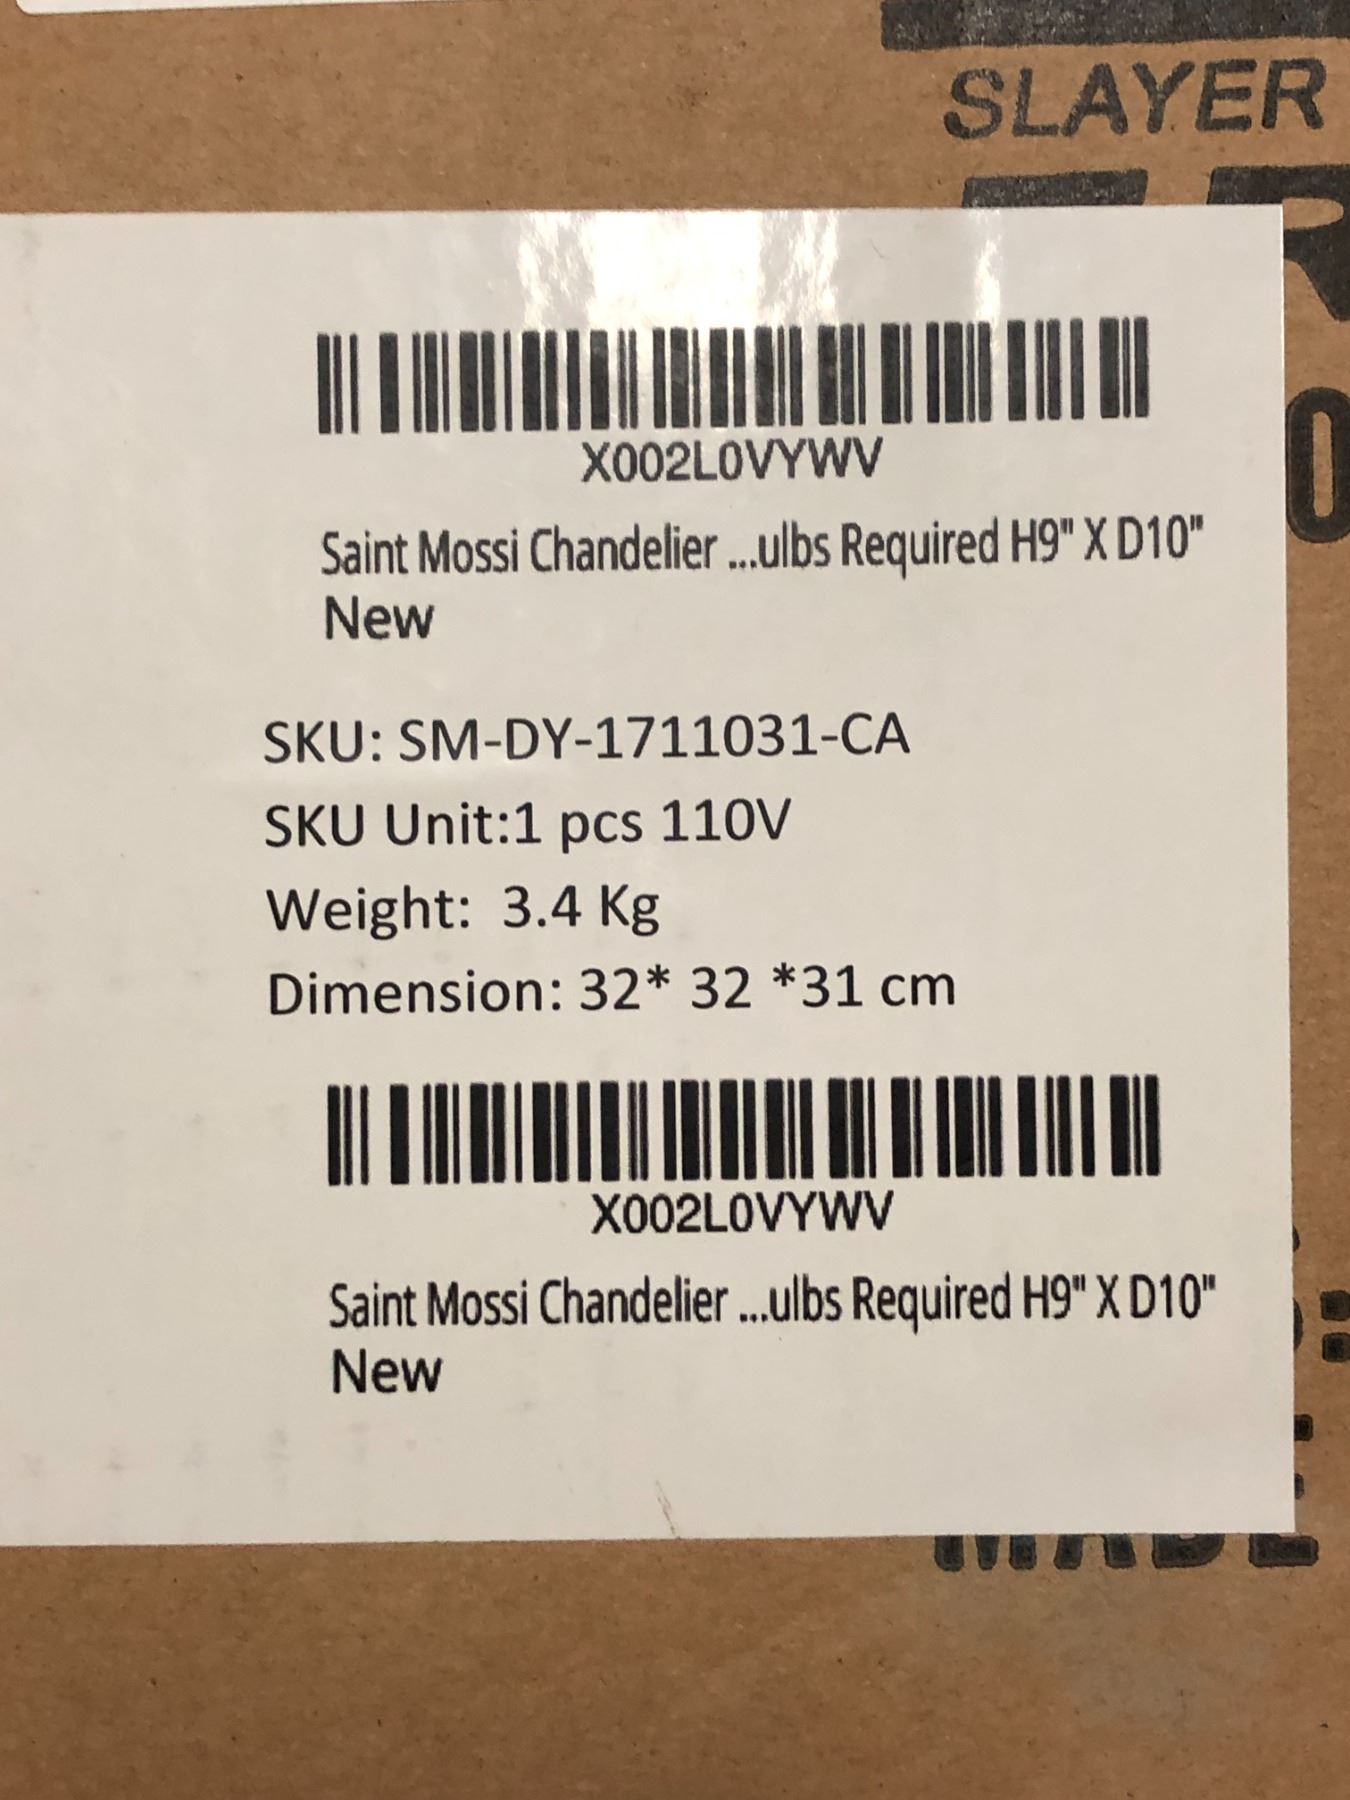 SLAYER
X002L0VYWV
Saint Mossi Chandelier ...ulbs Required H9" X D10"
New
SKU: SM-DY-1711031-CA
SKU Unit:1 pcs 110V
Weight: 3.4 Kg
Dimension: 32* 32 *31 cm
X002L0VYWV
Saint Mossi Chandelier ...ulbs Required H9" X D10"
New
MADE